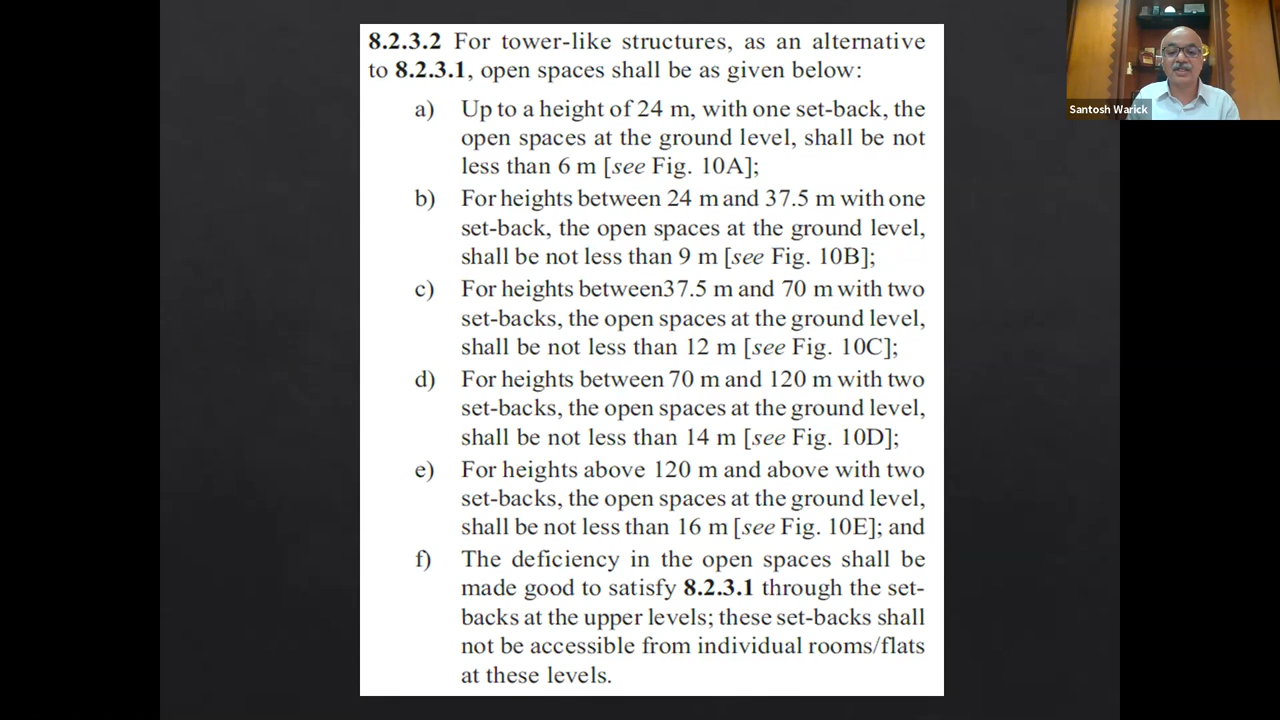 8.2.3.2 For tower-like structures, as an alternative
to 8.2.3.1, open spaces shall be as given below:
a) Up to a height of 24 m, with one set-back, the
open spaces at the ground level, shall be not
less than 6 m [see Fig. 10A];
b) For heights between 24 m and 37.5 m with one
set-back, the open spaces at the ground level,
shall be not less than 9 m [see Fig. 10B];
c) For heights between37.5 m and 70 m with two
set-backs, the open spaces at the ground level,
shall be not less than 12 m [see Fig. 10C];
d) For heights between 70 m and 120 m with two
set-backs, the open spaces at the ground level,
shall be not less than 14 m [see Fig. 10D];
e) For heights above 120 m and above with two
set-backs, the open spaces at the ground level,
shall be not less than 16 m [see Fig. 10E]; and
f) The deficiency in the open spaces shall be
made good to satisfy 8.2.3.1 through the set-
backs at the upper levels; these set-backs shall
not be accessible from individual rooms/flats
at these levels.
Santosh Warick